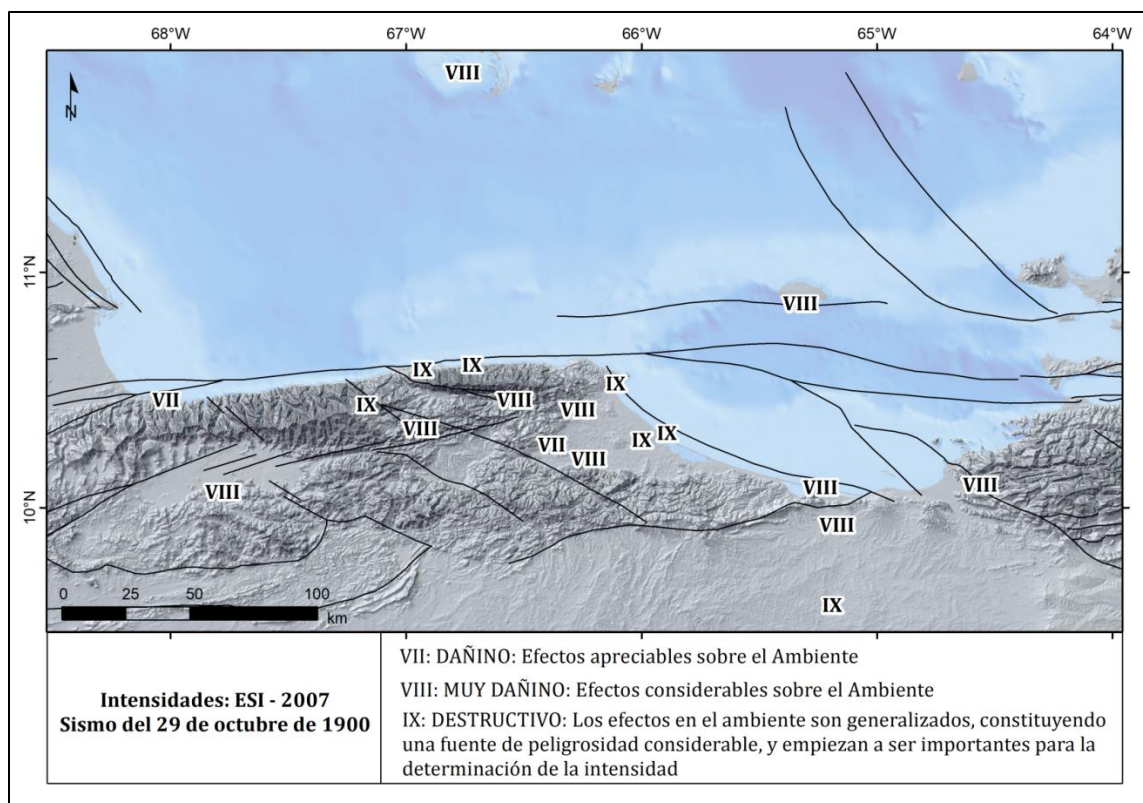 68°W 67°W 66°W 65°W 64°W
VIII
N
11°N
VIII
IX
IX
VII
IX
VIII
IX
VIII
VIII
IX
IX
VII
VIII
VIII
VIII
VIII
10°N
VIII
IX
0 25 50 100
km
Intensidades: ESI - 2007
Sismo del 29 de octubre de 1900
VII: DAÑINO: Efectos apreciables sobre el Ambiente
VIII: MUY DAÑINO: Efectos considerables sobre el Ambiente
IX: DESTRUCTIVO: Los efectos en el ambiente son generalizados, constituyendo
una fuente de peligrosidad considerable, y empiezan a ser importantes para la
determinación de la intensidad